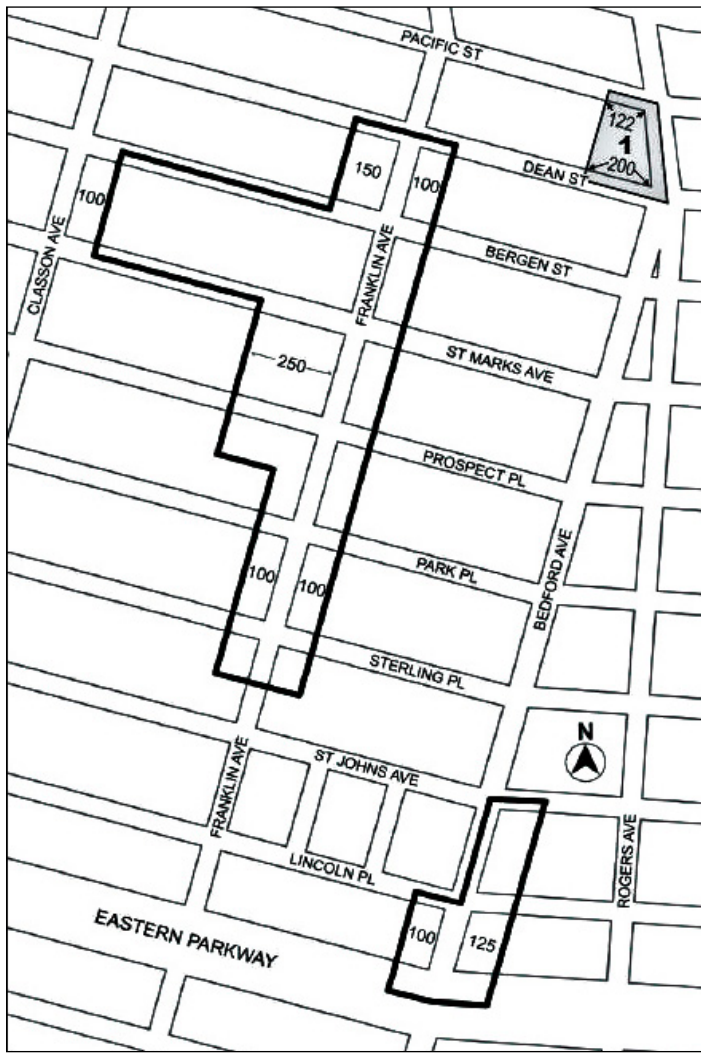 PACIFIC ST
122
1
200
DEAN ST
150
100
100
CLASSON AVE
FRANKLIN AVE
BERGEN ST
250
ST MARKS AVE
PROSPECT PL
100
100
PARK PL
BEDFORD AVE
STERLING PL
N
FRANKLIN AVE
ST JOHNS AVE
ROGERS AVE
LINCOLN PL
100
125
EASTERN PARKWAY